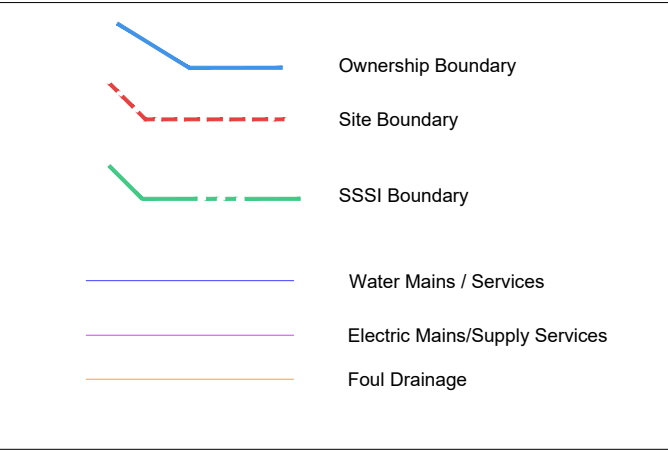 Ownership Boundary
Site Boundary
SSSI Boundary
Water Mains / Services
Electric Mains/Supply Services
Foul Drainage